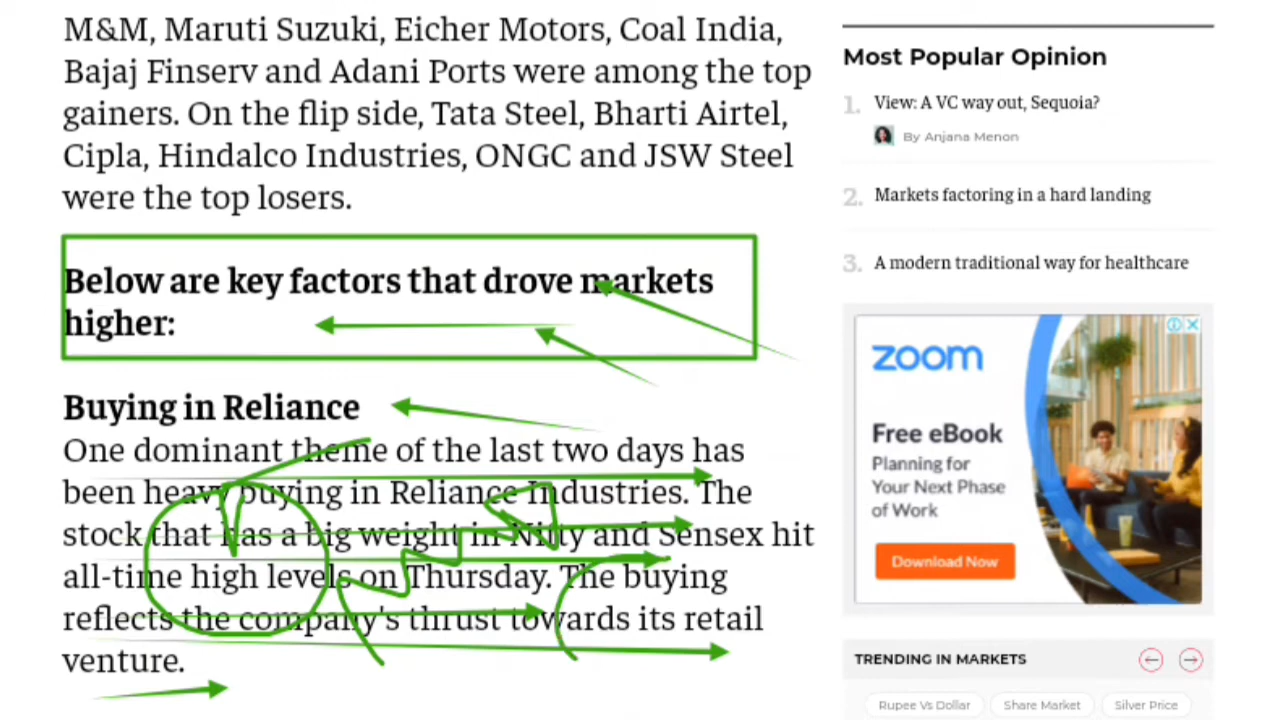 M&M, Maruti Suzuki, Eicher Motors, Coal India,
Bajaj Finserv and Adani Ports were among the top
gainers. On the flip side, Tata Steel, Bharti Airtel,
Cipla, Hindalco Industries, ONGC and JSW Steel
were the top losers.
Below are key factors that drove markets
higher:
Buying in Reliance
One dominant theme of the last two days has
been heavy buying in Reliance Industries. The
stock that has a big weight in Nifty and Sensex hit
all-time high levels on Thursday. The buying
reflects the company's thrust towards its retail
venture.
Most Popular Opinion
1. View: A VC way out, Sequoia?
By Anjana Menon
2. Markets factoring in a hard landing
3. A modern traditional way for healthcare
zoom
Free eBook
Planning for
Your Next Phase
of Work
Download Now
TRENDING IN MARKETS
Rupee Vs Dollar Share Market Silver Price